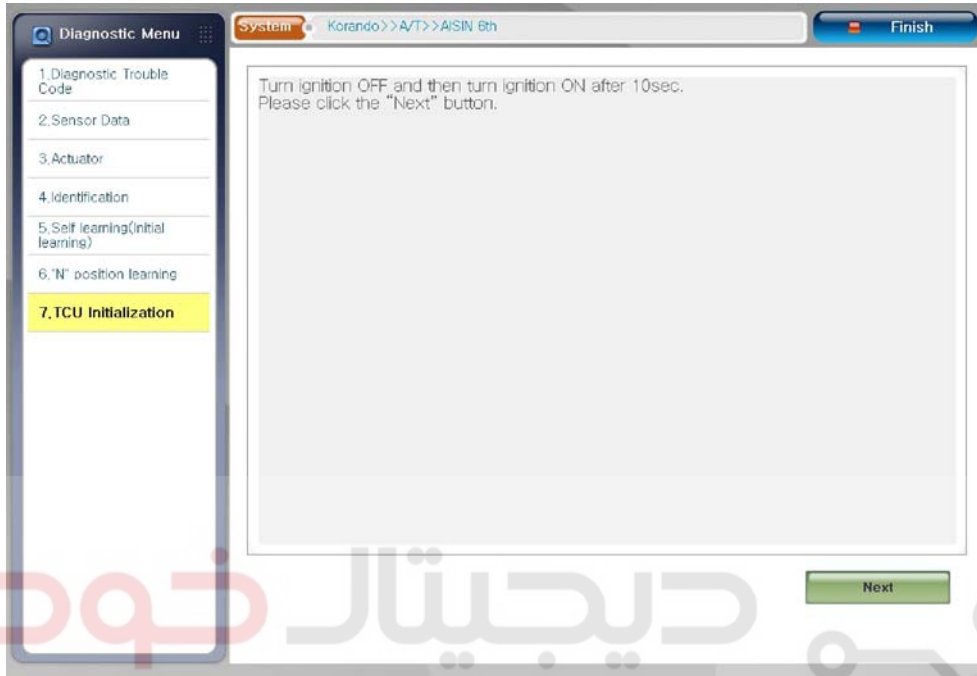 Diagnostic Menu
System
Korando>>A/T>>AISIN 6th
Finish
1.Diagnostic Trouble
Code
2.Sensor Data
3.Actuator
4.Identification
5.Self learning(Initial
learning)
6."N" position learning
7.TCU Initialization
Turn ignition OFF and then turn ignition ON after 10sec.
Please click the "Next" button.
Next
دیجیتال خود